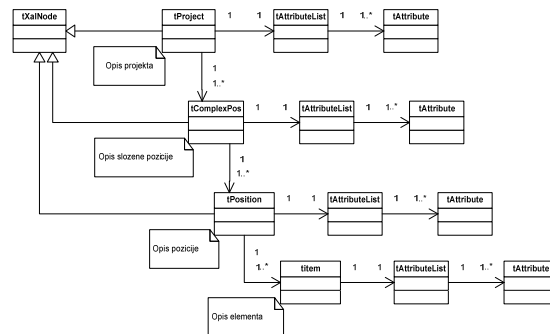 tXalNode tProject 1 1 tAttributeList 1 1..* tAttribute
Opis projekta
1
1..*
tComplexPos 1 1 tAttributeList 1 1..* tAttribute
Opis slozene pozicije
1
1..*
tPosition 1 1 tAttributeList 1 1..* tAttribute
Opis pozicije
1
1..*
titem 1 1 tAttributeList 1 1..* tAttribute
Opis elementa